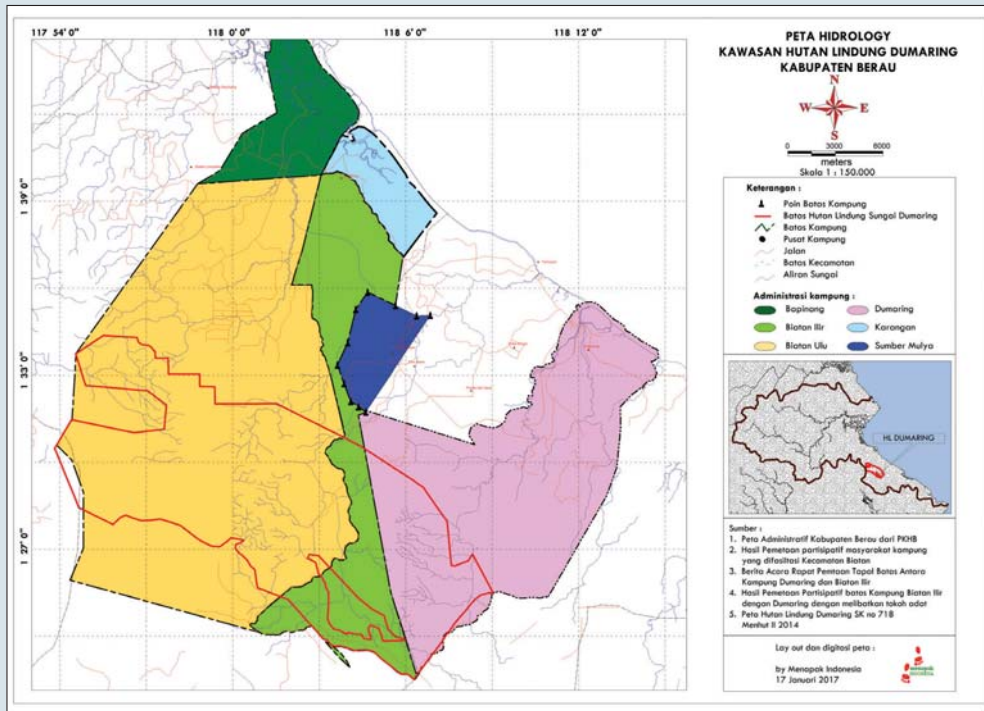 117 54' 0"
118 0' 0"
118 6' 0"
118 12' 0"
1 39' 0"
1 33' 0"
1 27' 0"
PETA HIDROLOGY
KAWASAN HUTAN LINDUNG DUMARING
KABUPATEN BERAU
N
W E
S
0 3000 6000
meters
Skala 1 : 150.000
Keterangan :
Poin Batas Kampung
Batas Hutan Lindung Sungai Dumaring
Batas Kampung
Pusat Kampung
Jalan
Batas Kecamatan
Aliran Sungai
Administrasi kampung :
Bapinang
Dumaring
Biatan Ilir
Karangan
Biatan Ulu
Sumber Mulya
HL DUMARING
Sumber :
1. Peta Administratif Kabupaten Berau dari PKHB
2. Hasil Pemetaan partisipatif masyarakat kampung
yang difasitasi Kecamatan Biatan
3. Berita Acara Rapat Penataan Tapal Batas Antara
Kampung Dumaring dan Biatan Ilir
4. Hasil Pemetaan Partisipatif batas Kampung Biatan Ilir
dengan Dumaring dengan melibatkan tokoh adat
5. Peta Hutan Lindung Dumaring SK no 718
Menhut II 2014
Lay out dan digitasi peta :
by Menapak Indonesia
17 Januari 2017
menapak